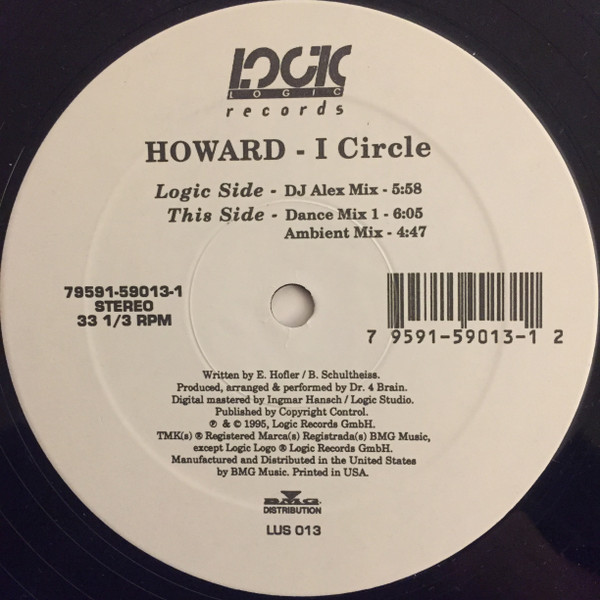 LOGIC
LOGIC
records
HOWARD - I Circle
Logic Side - DJ Alex Mix - 5:58
This Side - Dance Mix 1 - 6:05
Ambient Mix - 4:47
79591-59013-1
STEREO
33 1/3 RPM
7 9591-59013-1 2
Written by E. Hofler / B. Schultheiss.
Produced, arranged & performed by Dr. 4 Brain.
Digital mastered by Ingmar Hansch / Logic Studio.
Published by Copyright Control.
℗ & © 1995, Logic Records GmbH.
TMK(s) ® Registered Marca(s) Registrada(s) BMG Music,
except Logic Logo ® Logic Records GmbH.
Manufactured and Distributed in the United States
by BMG Music. Printed in USA.
BMG
DISTRIBUTION
LUS 013